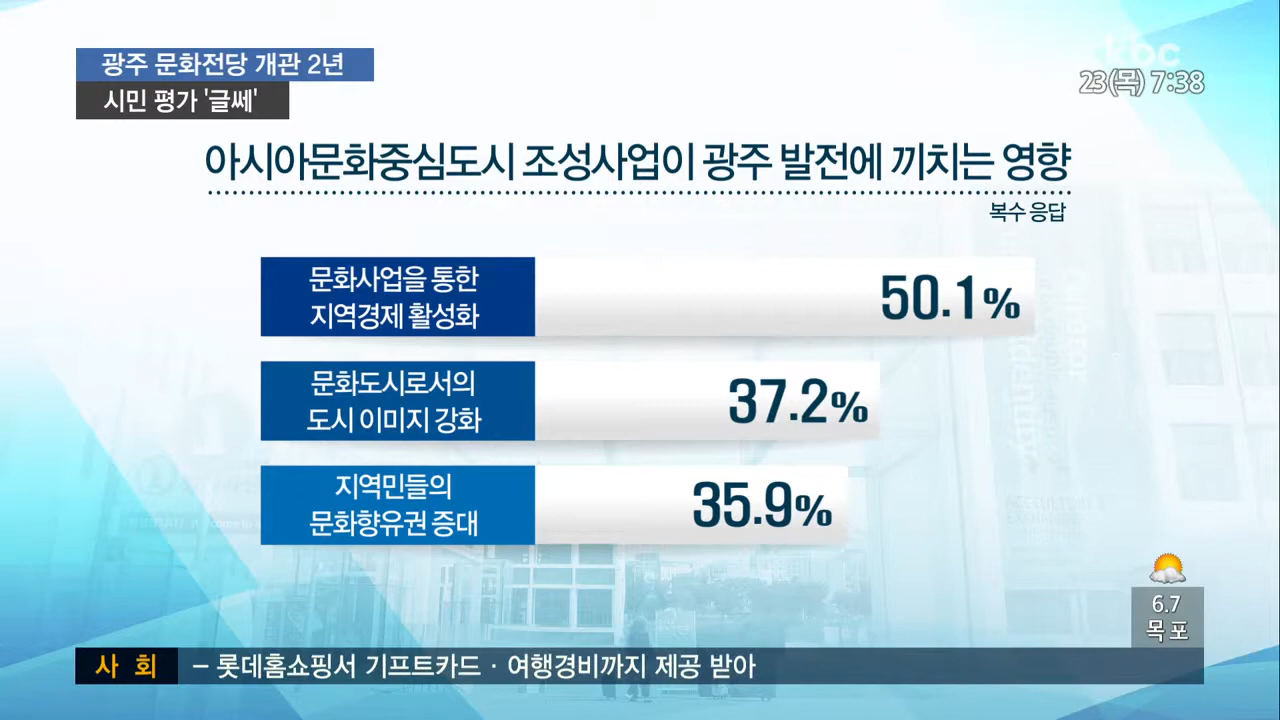 광주 문화전당 개관 2년
시민 평가 '글쎄'
kbc
23(목) 7:38
아시아문화중심도시 조성사업이 광주 발전에 끼치는 영향
복수 응답
문화사업을 통한
지역경제 활성화
50.1%
문화도시로서의
도시 이미지 강화
37.2%
지역민들의
문화향유권 증대
35.9%
6.7
목포
사 회 - 롯데홈쇼핑서 기프트카드·여행경비까지 제공 받아